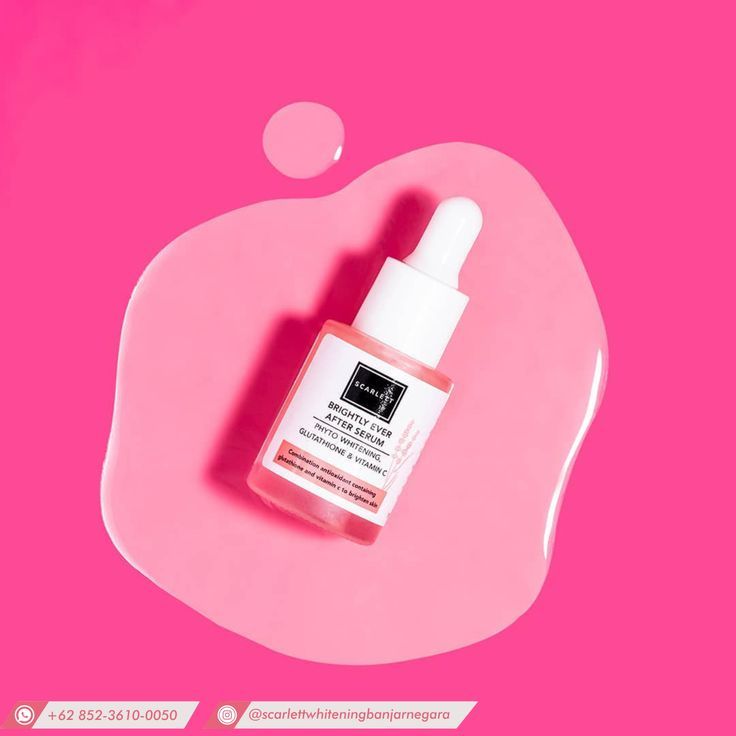 SCARLETT
BRIGHTLY EVER
AFTER SERUM
PHYTO WHITENING,
GLUTATHIONE & VITAMIN C
Combination antioxidant containing
glutathione and vitamin c to brighten skin
+62 852-3610-0050
@scarlettwhiteningbanjarnegara